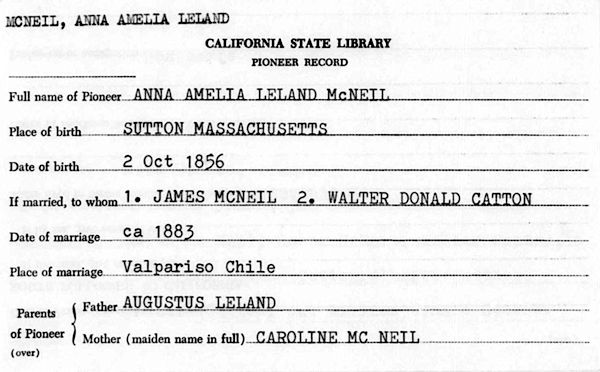 MCNEIL, ANNA AMELIA LELAND
CALIFORNIA STATE LIBRARY
PIONEER RECORD
Full name of Pioneer ANNA AMELIA LELAND McNEIL
Place of birth SUTTON MASSACHUSETTS
Date of birth 2 Oct 1856
If married, to whom 1. JAMES MCNEIL 2. WALTER DONALD CATTON
Date of marriage ca 1883
Place of marriage Valpariso Chile
Parents of Pioneer
(over)
Father AUGUSTUS LELAND
Mother (maiden name in full) CAROLINE MC NEIL